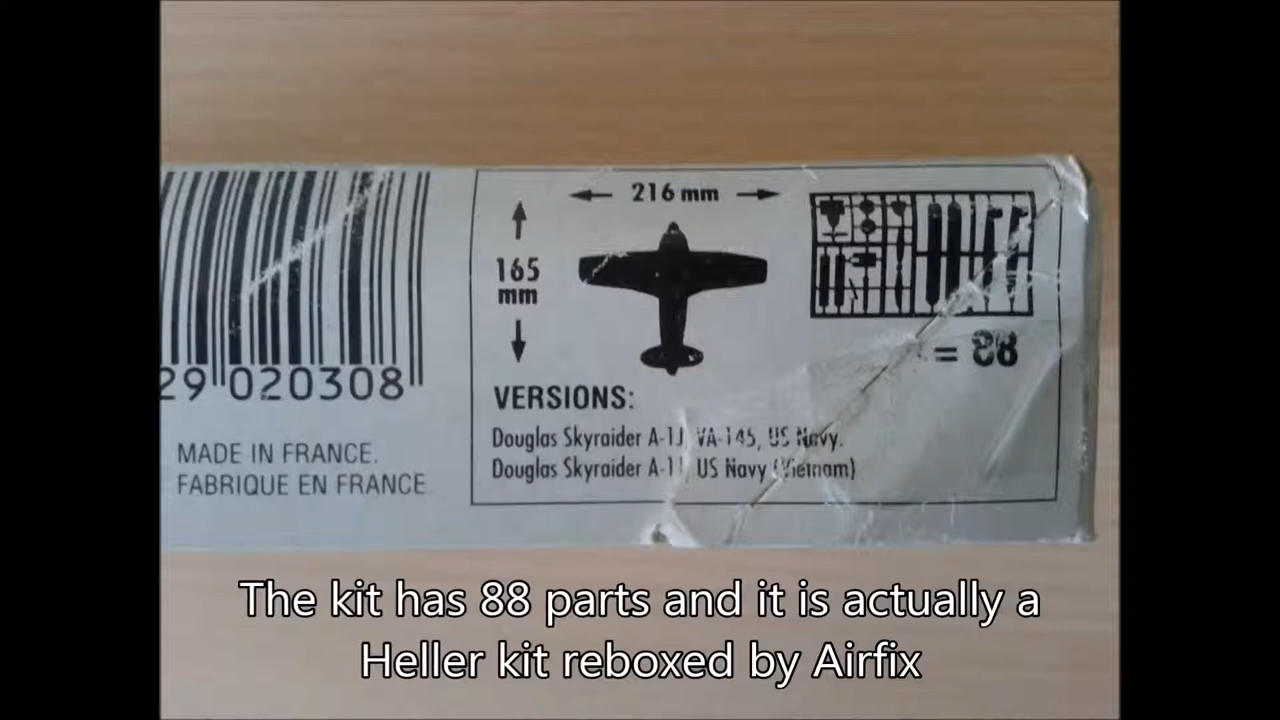 216 mm
165
mm
= 88
29 020308
VERSIONS:
Douglas Skyraider A-1J, VA-145, US Navy.
Douglas Skyraider A-1J, US Navy (Vietnam)
MADE IN FRANCE.
FABRIQUE EN FRANCE
The kit has 88 parts and it is actually a
Heller kit reboxed by Airfix